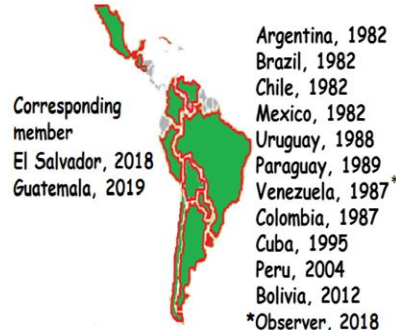 Corresponding
member
El Salvador, 2018
Guatemala, 2019
Argentina, 1982
Brazil, 1982
Chile, 1982
Mexico, 1982
Uruguay, 1988
Paraguay, 1989
Venezuela, 1987*
Colombia, 1987
Cuba, 1995
Peru, 2004
Bolivia, 2012
*Observer, 2018